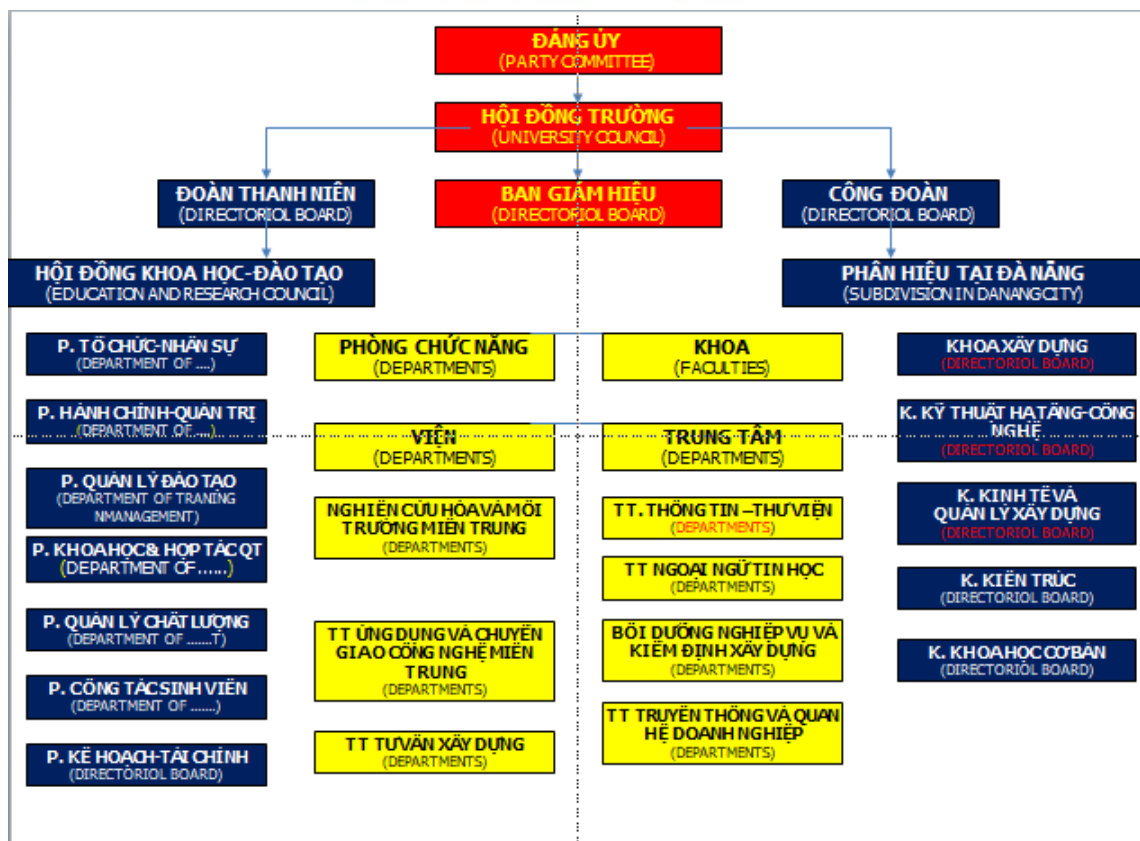 ĐẢNG ỦY
(PARTY COMMITTEE)
HỘI ĐỒNG TRƯỜNG
(UNIVERSITY COUNCIL)
ĐOÀN THANH NIÊN
(DIRECTORIOL BOARD)
BAN GIÁM HIỆU
(DIRECTORIOL BOARD)
CÔNG ĐOÀN
(DIRECTORIOL BOARD)
HỘI ĐỒNG KHOA HỌC-ĐÀO TẠO
(EDUCATION AND RESEARCH COUNCIL)
PHÂN HIỆU TẠI ĐÀ NẴNG
(SUBDIVISION IN DANANG CITY)
P. TỔ CHỨC-NHÂN SỰ
(DEPARTMENT OF ....)
P. HÀNH CHÍNH-QUẢN TRỊ
(DEPARTMENT OF ....)
P. QUẢN LÝ ĐÀO TẠO
(DEPARTMENT OF TRANING
NMANAGEMENT)
P. KHOA HỌC & HỢP TÁC QT
(DEPARTMENT OF ......)
P. QUẢN LÝ CHẤT LƯỢNG
(DEPARTMENT OF .......T)
P. CÔNG TÁC SINH VIÊN
(DEPARTMENT OF .......)
P. KẾ HOẠCH-TÀI CHÍNH
(DIRECTORIOL BOARD)
PHÒNG CHỨC NĂNG
(DEPARTMENTS)
VIỆN
(DEPARTMENTS)
NGHIÊN CỨU HÓA VÀ MÔI
TRƯỜNG MIỀN TRUNG
(DEPARTMENTS)
TT ỨNG DỤNG VÀ CHUYỂN
GIAO CÔNG NGHỆ MIỀN
TRUNG
(DEPARTMENTS)
TT TƯ VẤN XÂY DỰNG
(DEPARTMENTS)
KHOA
(FACULTIES)
TRUNG TÂM
(DEPARTMENTS)
TT. THÔNG TIN –THƯ VIỆN
(DEPARTMENTS)
TT NGOẠI NGỮ TIN HỌC
(DEPARTMENTS)
BỒI DƯỠNG NGHIỆP VỤ VÀ
KIỂM ĐỊNH XÂY DỰNG
(DEPARTMENTS)
TT TRUYỀN THÔNG VÀ QUAN
HỆ DOANH NGHIỆP
(DEPARTMENTS)
KHOA XÂY DỰNG
(DIRECTORIOL BOARD)
K. KỸ THUẬT HẠ TẦNG-CÔNG
NGHỆ
(DIRECTORIOL BOARD)
K. KINH TẾ VÀ
QUẢN LÝ XÂY DỰNG
(DIRECTORIOL BOARD)
K. KIẾN TRÚC
(DIRECTORIOL BOARD)
K. KHOA HỌC CƠ BẢN
(DIRECTORIOL BOARD)